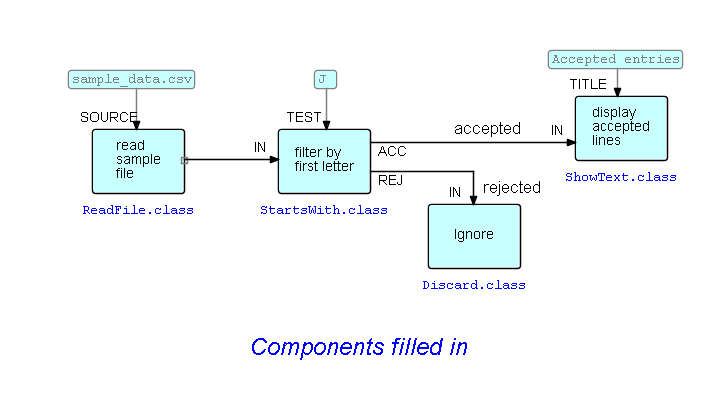 sample_data.csv
SOURCE
read
sample
file
ReadFile.class
J
TEST
IN
filter by
first letter
StartsWith.class
ACC
REJ
accepted
IN
Accepted entries
TITLE
display
accepted
lines
ShowText.class
IN
rejected
Ignore
Discard.class
Components filled in